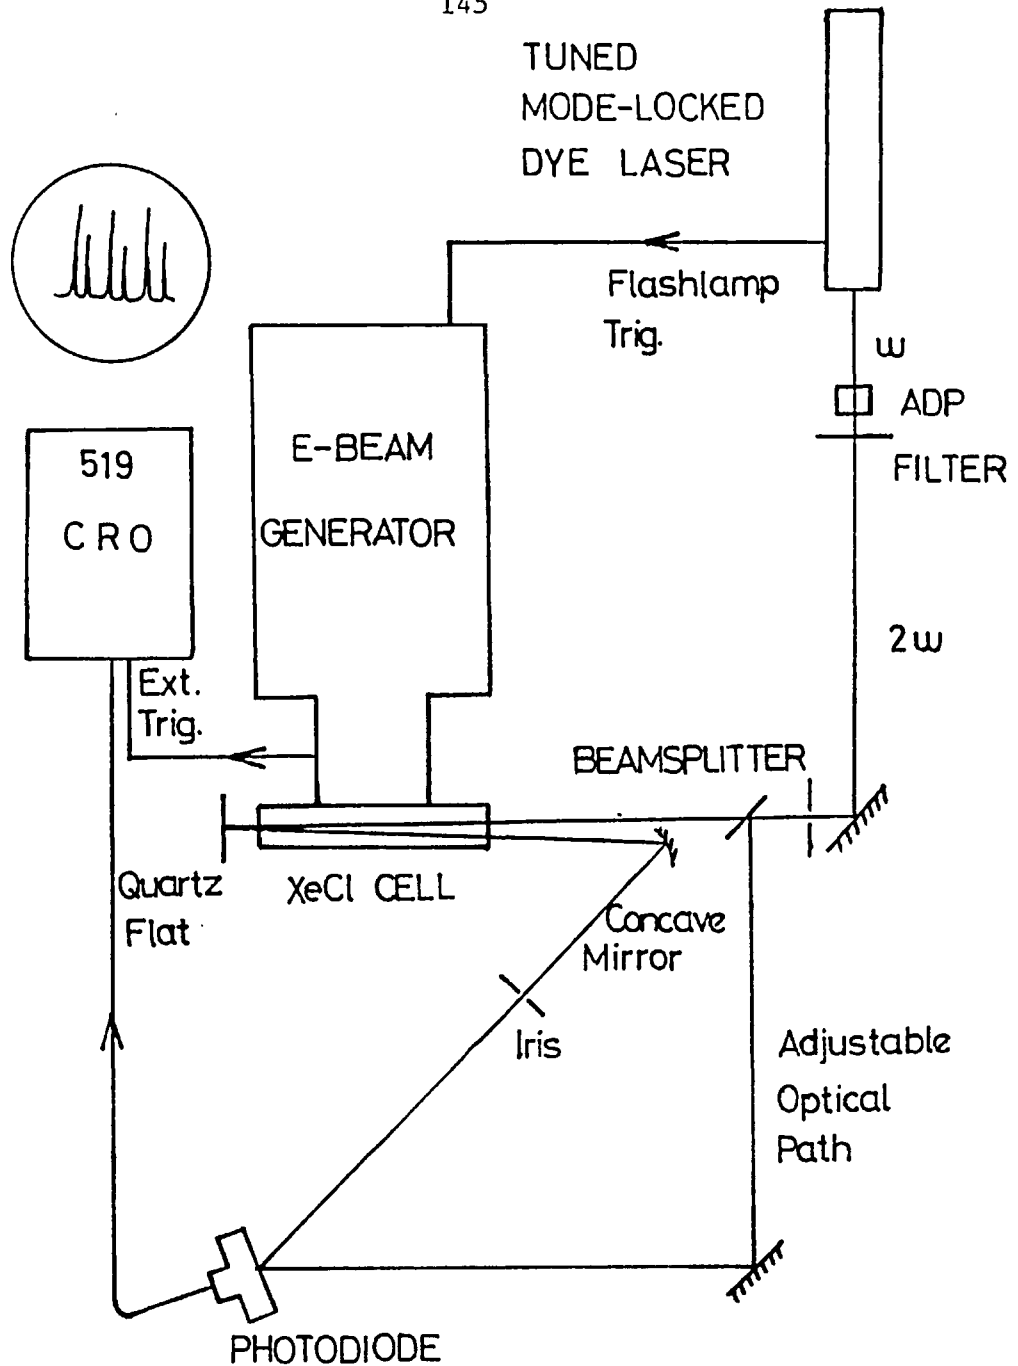 143
TUNED
MODE-LOCKED
DYE LASER
Flashlamp
Trig.
ω
ADP
FILTER
E-BEAM
GENERATOR
519
CRO
2ω
Ext.
Trig.
BEAMSPLITTER
Quartz
Flat
XeCl CELL
Concave
Mirror
Iris
Adjustable
Optical
Path
PHOTODIODE